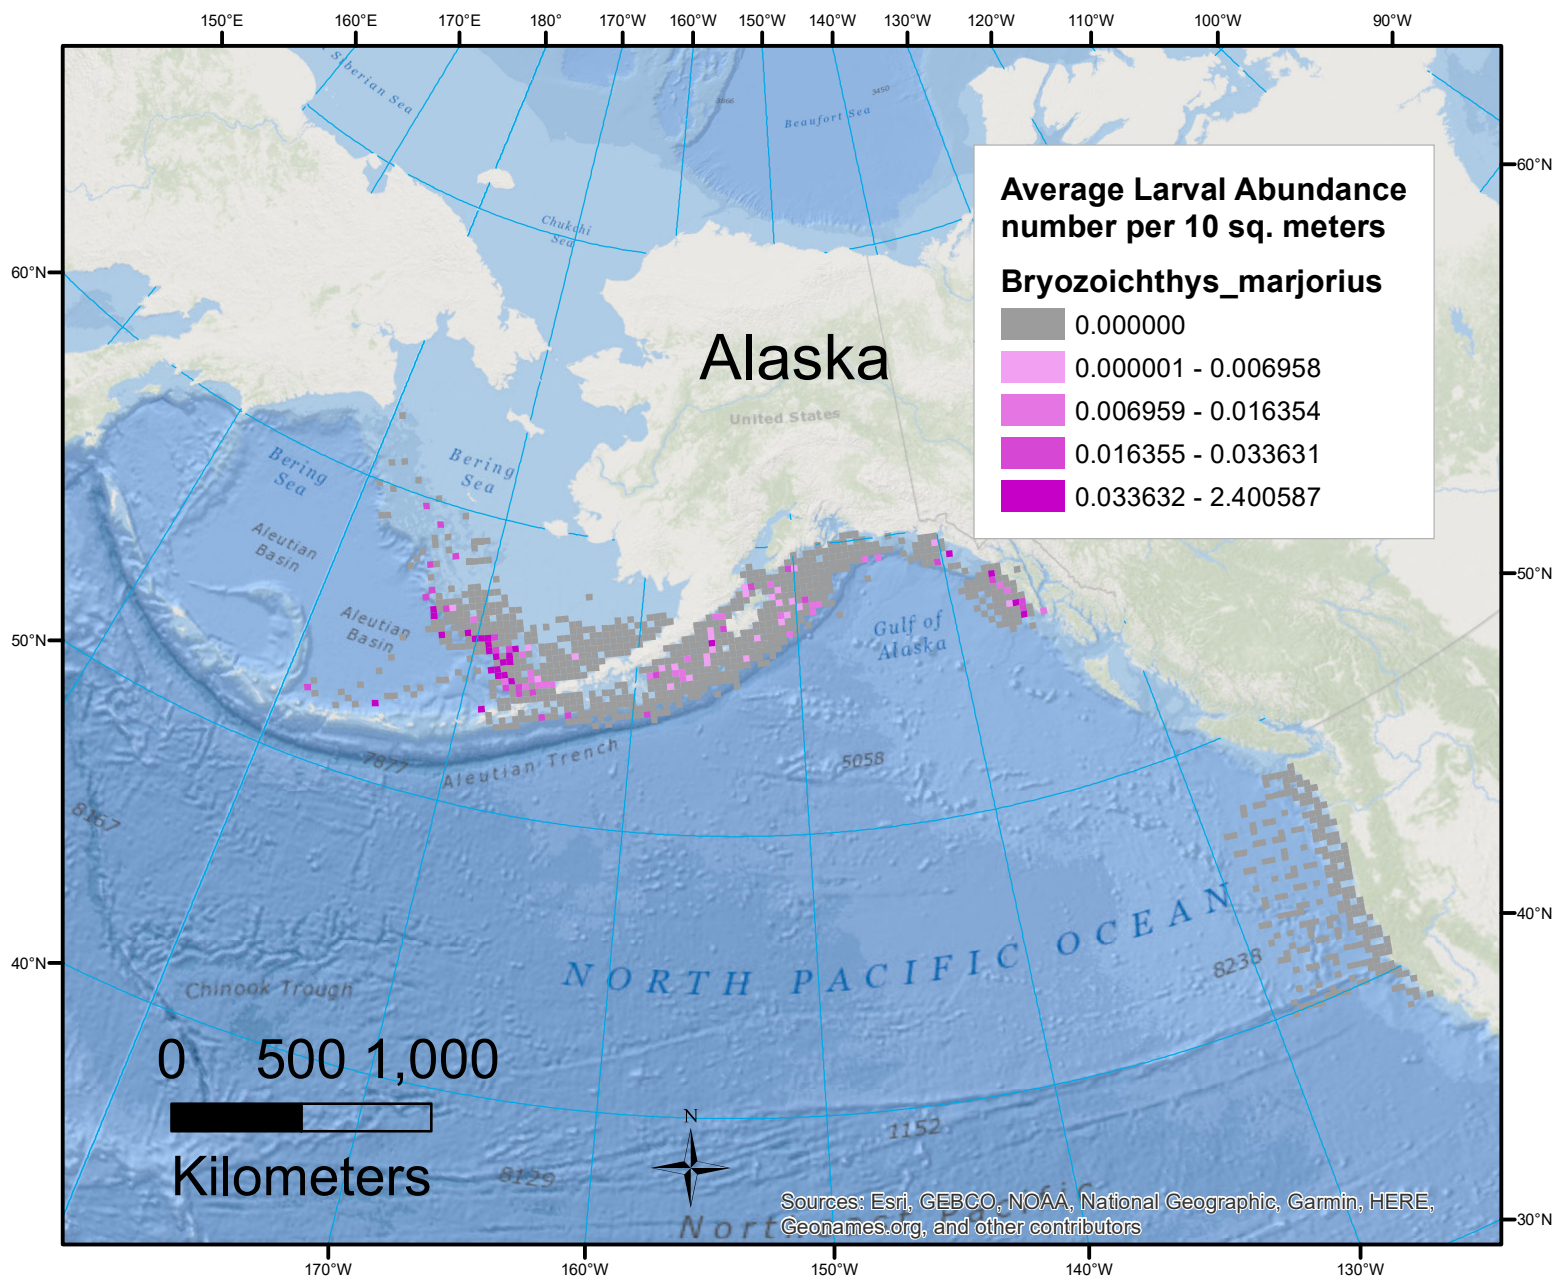 150°E 160°E 170°E 180° 170°W 160°W 150°W 140°W 130°W 120°W 110°W 100°W 90°W
Siberian Sea
3866
3450
Beaufort Sea
60°N
Average Larval Abundance
number per 10 sq. meters
Chukchi
Sea
60°N
Bryozoichthys_marjorius
0.000000
0.000001 - 0.006958
0.006959 - 0.016354
0.016355 - 0.033631
0.033632 - 2.400587
Alaska
United States
Bering
Sea
Bering
Sea
Aleutian
Basin
50°N
Aleutian
Basin
50°N
Gulf of
Alaska
7877
Aleutian Trench
5058
8167
40°N
NORTH PACIFIC OCEAN
40°N
8238
Chinook Trough
0 500 1,000
Kilometers
N
1152
8129
Sources: Esri, GEBCO, NOAA, National Geographic, Garmin, HERE,
Geonames.org, and other contributors
North Pacific
30°N
170°W 160°W 150°W 140°W 130°W